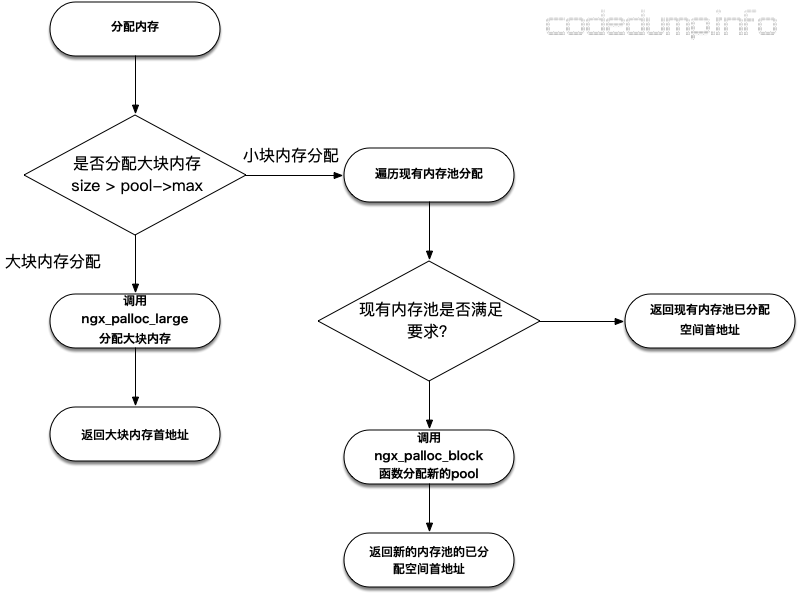 分配内存
codedump.info
是否分配大块内存
size > pool->max
小块内存分配
遍历现有内存池分配
大块内存分配
调用
ngx_palloc_large
分配大块内存
现有内存池是否满足
要求?
返回现有内存池已分配
空间首地址
返回大块内存首地址
调用
ngx_palloc_block
函数分配新的pool
返回新的内存池的已分
配空间首地址